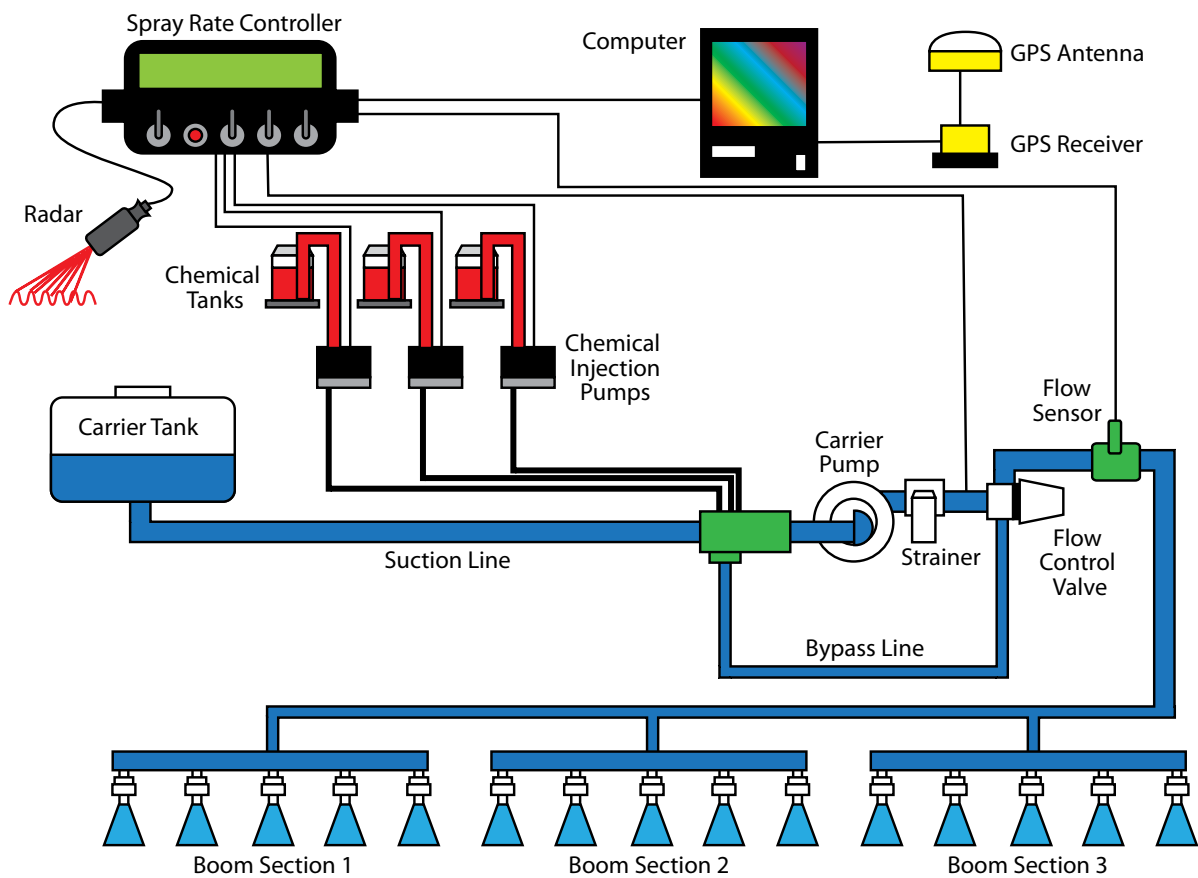 Spray Rate Controller
Computer
GPS Antenna
GPS Receiver
Radar
Chemical
Tanks
Chemical
Injection
Pumps
Flow
Sensor
Carrier Tank
Carrier
Pump
Suction Line
Strainer
Flow
Control
Valve
Bypass Line
Boom Section 1
Boom Section 2
Boom Section 3